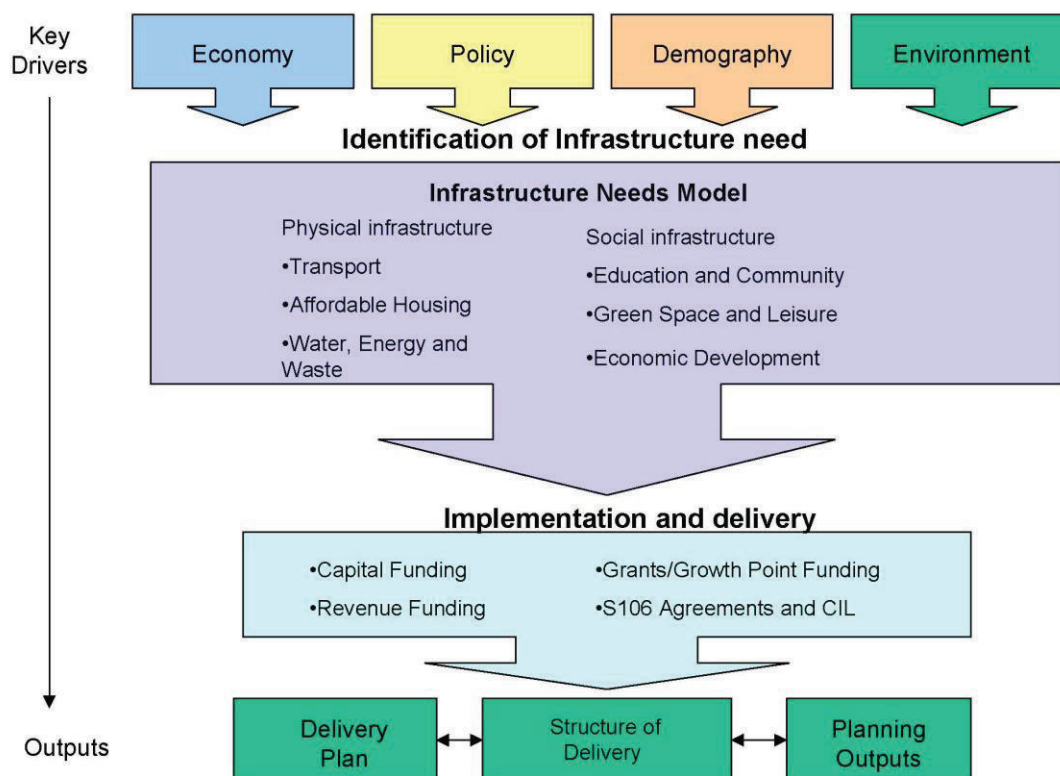 Key
Drivers
Economy
Policy
Demography
Environment
Identification of Infrastructure need
Infrastructure Needs Model
Physical infrastructure
•Transport
•Affordable Housing
•Water, Energy and
Waste
Social infrastructure
•Education and Community
•Green Space and Leisure
•Economic Development
Implementation and delivery
•Capital Funding
•Revenue Funding
•Grants/Growth Point Funding
•S106 Agreements and CIL
Outputs
Delivery
Plan
Structure of
Delivery
Planning
Outputs